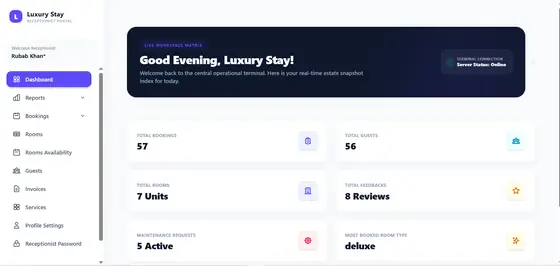 L
Luxury Stay
RECEPTIONIST PORTAL
Welcome Receptionist
Rubab Khan*
Dashboard
Reports
Bookings
Rooms
Rooms Availability
Guests
Invoices
Services
Profile Settings
Receptionist Password
LIVE WORKSPACE MATRIX
Good Evening, Luxury Stay!
Welcome back to the central operational terminal. Here is your real-time estate snapshot
index for today.
TERMINAL CONNECTION
Server Status: Online
TOTAL BOOKINGS
57
TOTAL GUESTS
56
TOTAL ROOMS
7 Units
TOTAL FEEDBACKS
8 Reviews
MAINTENANCE REQUESTS
5 Active
MOST BOOKED ROOM TYPE
deluxe